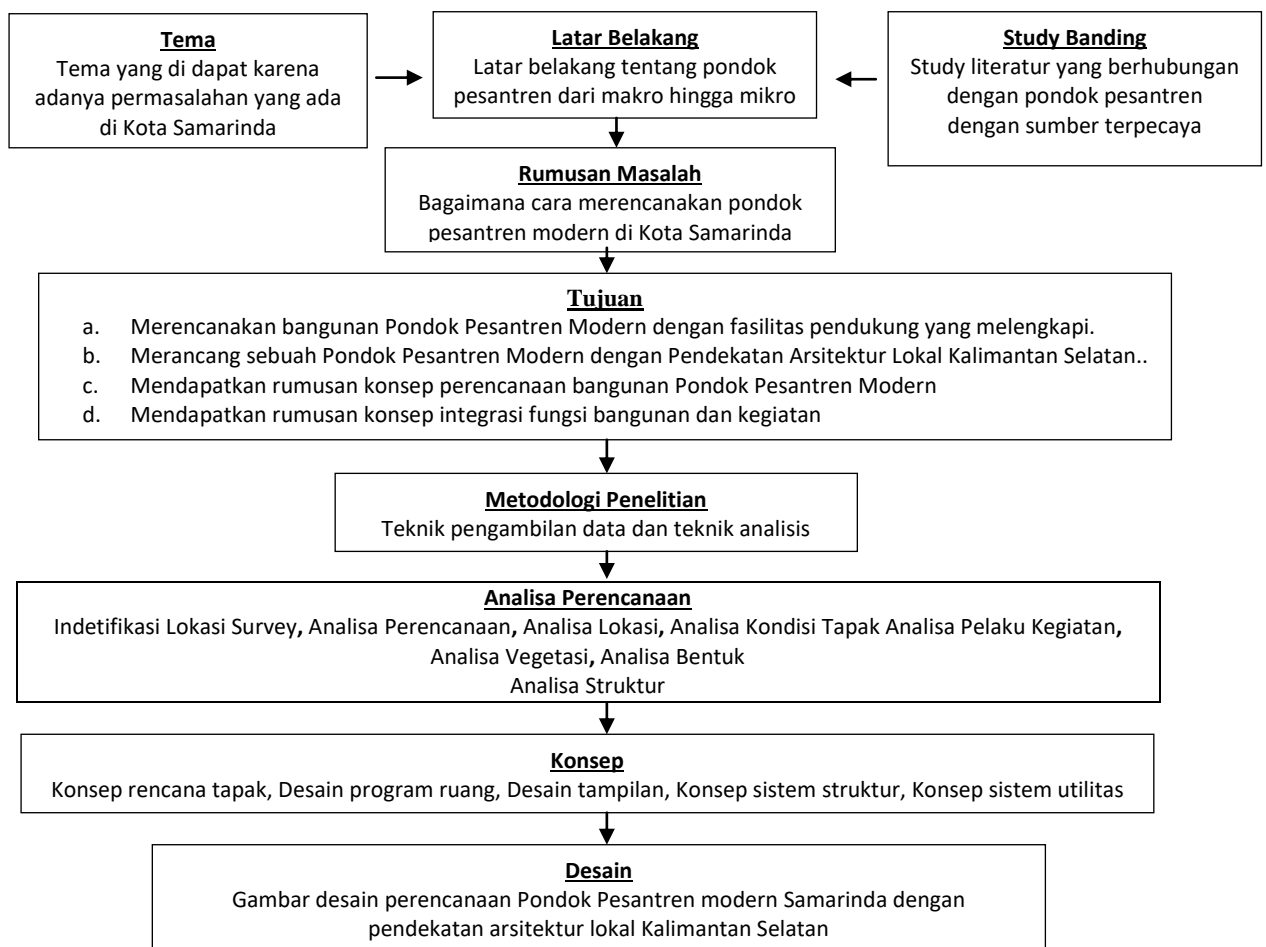 Tema
Tema yang di dapat karena
adanya permasalahan yang ada
di Kota Samarinda
Latar Belakang
Latar belakang tentang pondok
pesantren dari makro hingga mikro
Study Banding
Study literatur yang berhubungan
dengan pondok pesantren
dengan sumber terpecaya
Rumusan Masalah
Bagaimana cara merencanakan pondok
pesantren modern di Kota Samarinda
Tujuan
a. Merencanakan bangunan Pondok Pesantren Modern dengan fasilitas pendukung yang melengkapi.
b. Merancang sebuah Pondok Pesantren Modern dengan Pendekatan Arsitektur Lokal Kalimantan Selatan..
c. Mendapatkan rumusan konsep perencanaan bangunan Pondok Pesantren Modern
d. Mendapatkan rumusan konsep integrasi fungsi bangunan dan kegiatan
Metodologi Penelitian
Teknik pengambilan data dan teknik analisis
Analisa Perencanaan
Indetifikasi Lokasi Survey, Analisa Perencanaan, Analisa Lokasi, Analisa Kondisi Tapak Analisa Pelaku Kegiatan,
Analisa Vegetasi, Analisa Bentuk
Analisa Struktur
Konsep
Konsep rencana tapak, Desain program ruang, Desain tampilan, Konsep sistem struktur, Konsep sistem utilitas
Desain
Gambar desain perencanaan Pondok Pesantren modern Samarinda dengan
pendekatan arsitektur lokal Kalimantan Selatan